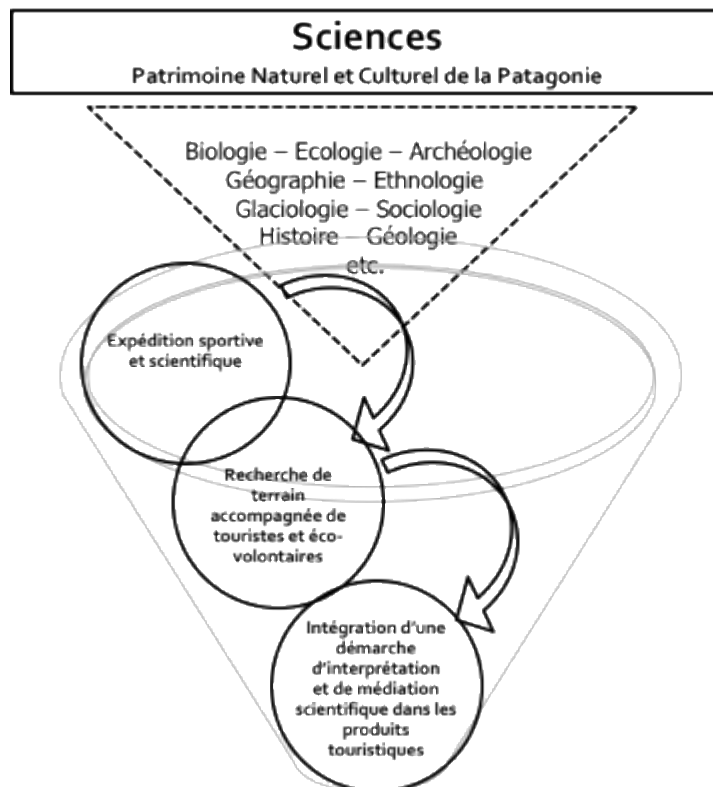 Sciences
Patrimoine Naturel et Culturel de la Patagonie
Biologie – Ecologie – Archéologie
Géographie – Ethnologie
Glaciologie – Sociologie
Histoire – Géologie
etc.
Expédition sportive
et scientifique
Recherche de
terrain
accompagnée de
touristes et éco-
volontaires
Intégration d'une
démarche
d'interprétation
et de médiation
scientifique dans les
produits
touristiques